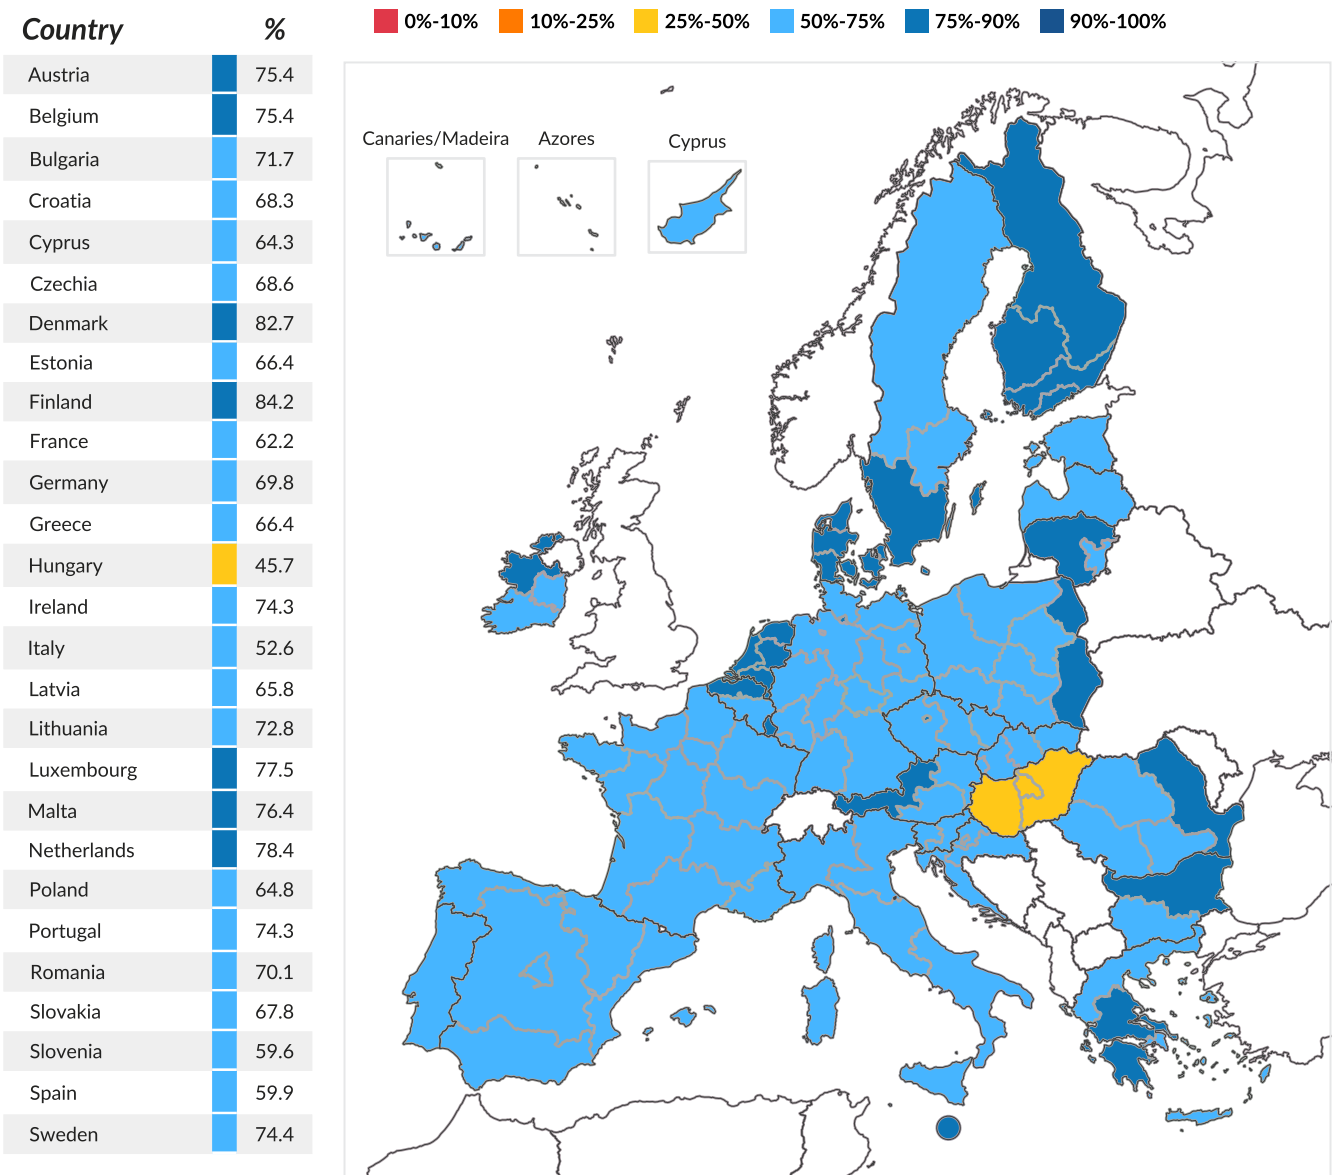 Country %
0%-10% 10%-25% 25%-50% 50%-75% 75%-90% 90%-100%
Austria 75.4
Belgium 75.4
Bulgaria 71.7
Croatia 68.3
Cyprus 64.3
Czechia 68.6
Denmark 82.7
Estonia 66.4
Finland 84.2
France 62.2
Germany 69.8
Greece 66.4
Hungary 45.7
Ireland 74.3
Italy 52.6
Latvia 65.8
Lithuania 72.8
Luxembourg 77.5
Malta 76.4
Netherlands 78.4
Poland 64.8
Portugal 74.3
Romania 70.1
Slovakia 67.8
Slovenia 59.6
Spain 59.9
Sweden 74.4
Canaries/Madeira Azores Cyprus